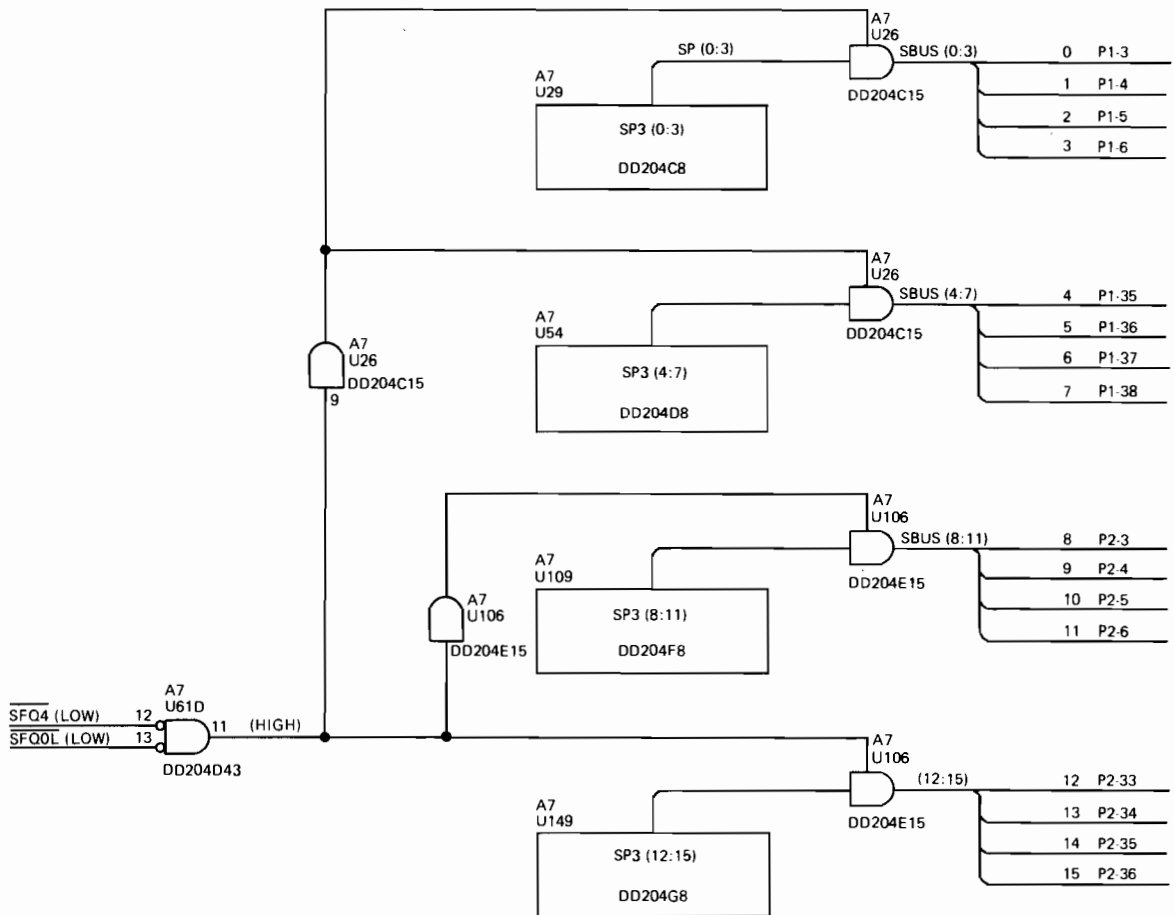 A7
U26
SP (0:3)
SBUS (0:3)
0 P1-3
1 P1-4
2 P1-5
3 P1-6
DD204C15
A7
U29
SP3 (0:3)
DD204C8
A7
U26
SBUS (4:7)
4 P1-35
5 P1-36
6 P1-37
7 P1-38
DD204C15
A7
U54
SP3 (4:7)
DD204D8
A7
U26
DD204C15
9
A7
U106
SBUS (8:11)
8 P2-3
9 P2-4
10 P2-5
11 P2-6
DD204E15
A7
U109
SP3 (8:11)
DD204F8
A7
U106
DD204E15
A7
U61D
SFQ4 (LOW) 12
SFQ0L (LOW) 13
11 (HIGH)
DD204D43
A7
U106
(12:15)
12 P2-33
13 P2-34
14 P2-35
15 P2-36
DD204E15
A7
U149
SP3 (12:15)
DD204G8